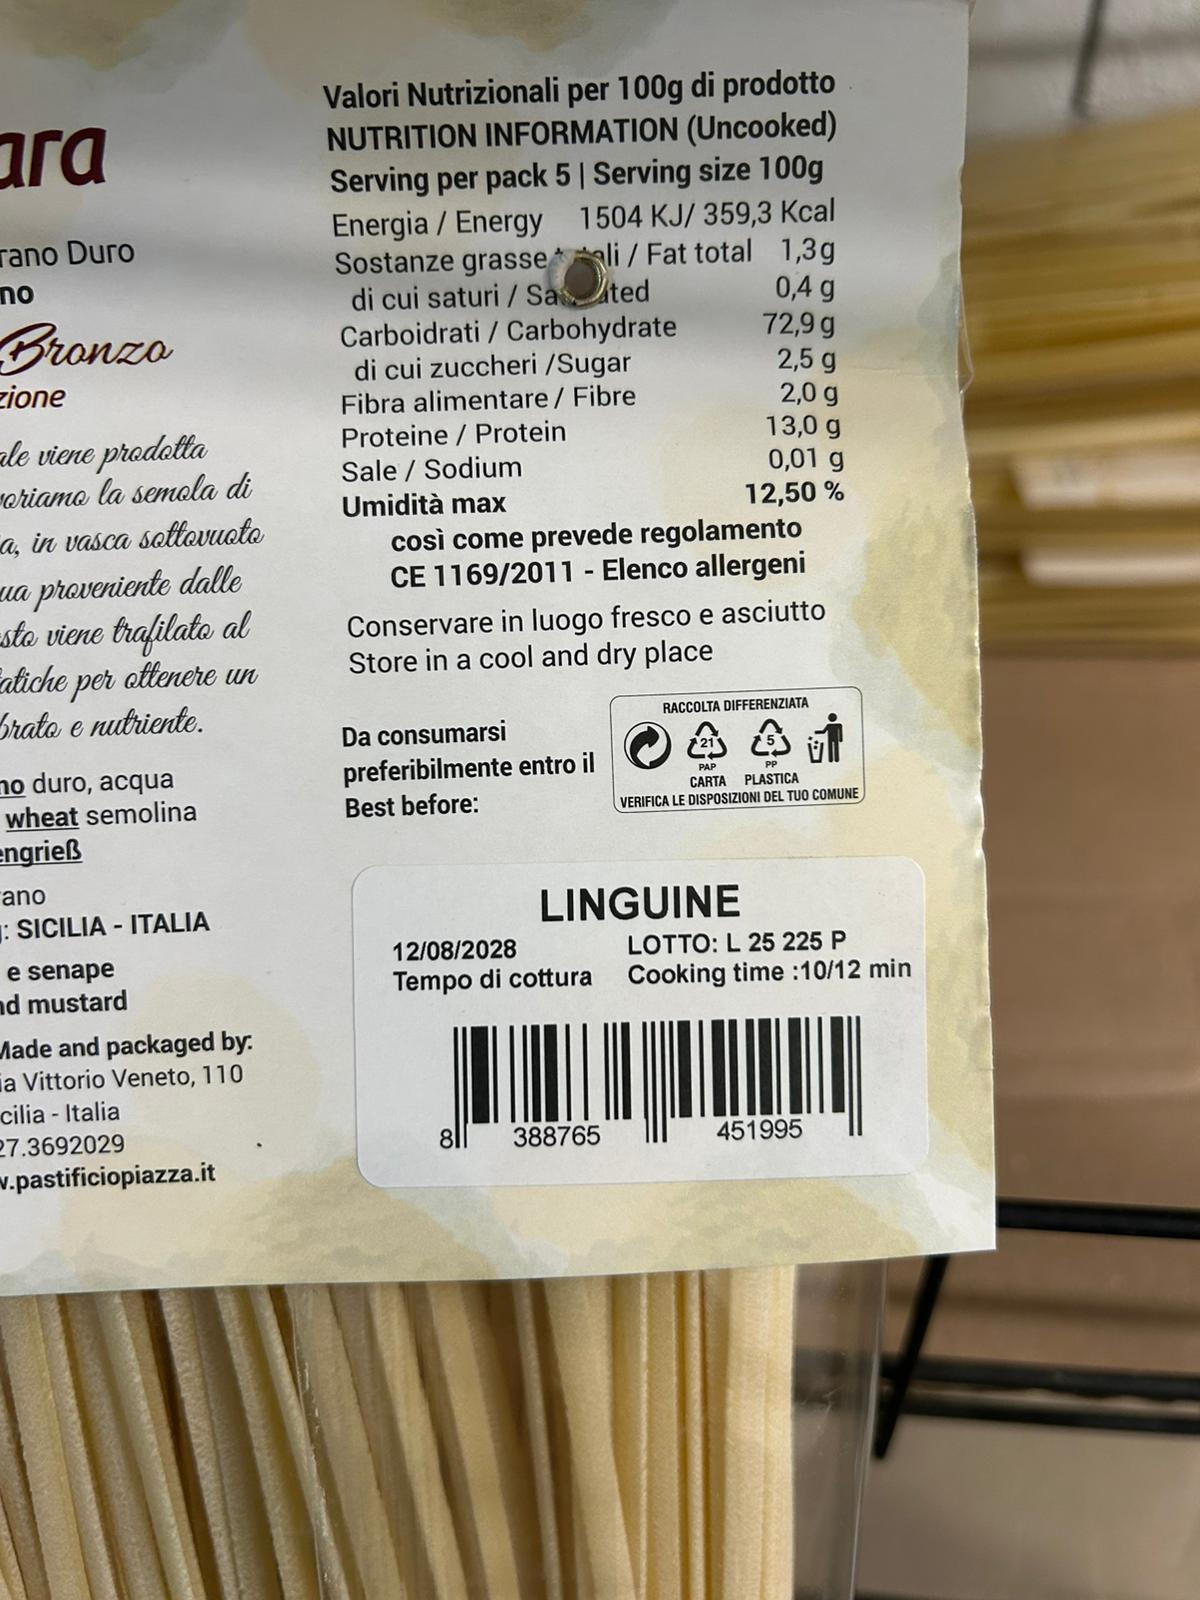 ara
rano Duro
no
Bronzo
zione
ale viene prodotta
voriamo la semola di
a, in vasca sottovuoto
ua proveniente dalle
sto viene trafilato al
atiche per ottenere un
brato e nutriente.
no duro, acqua
wheat semolina
engrieß
rano
: SICILIA - ITALIA
e senape
nd mustard
Made and packaged by:
ia Vittorio Veneto, 110
cilia - Italia
27.3692029
w.pastificiopiazza.it
Valori Nutrizionali per 100g di prodotto
NUTRITION INFORMATION (Uncooked)
Serving per pack 5 | Serving size 100g
Energia / Energy 1504 KJ/ 359,3 Kcal
Sostanze grasse / Fat total 1,3g
di cui saturi / 0,4 g
Carboidrati / Carbohydrate 72,9 g
di cui zuccheri /Sugar 2,5 g
Fibra alimentare / Fibre 2,0 g
Proteine / Protein 13,0 g
Sale / Sodium 0,01 g
Umidità max 12,50 %
così come prevede regolamento
CE 1169/2011 - Elenco allergeni
Conservare in luogo fresco e asciutto
Store in a cool and dry place
Da consumarsi
preferibilmente entro il
Best before:
RACCOLTA DIFFERENZIATA
21 5
PAP PP
CARTA PLASTICA
VERIFICA LE DISPOSIZIONI DEL TUO COMUNE
LINGUINE
12/08/2028 LOTTO: L 25 225 P
Tempo di cottura Cooking time :10/12 min
8 388765 451995